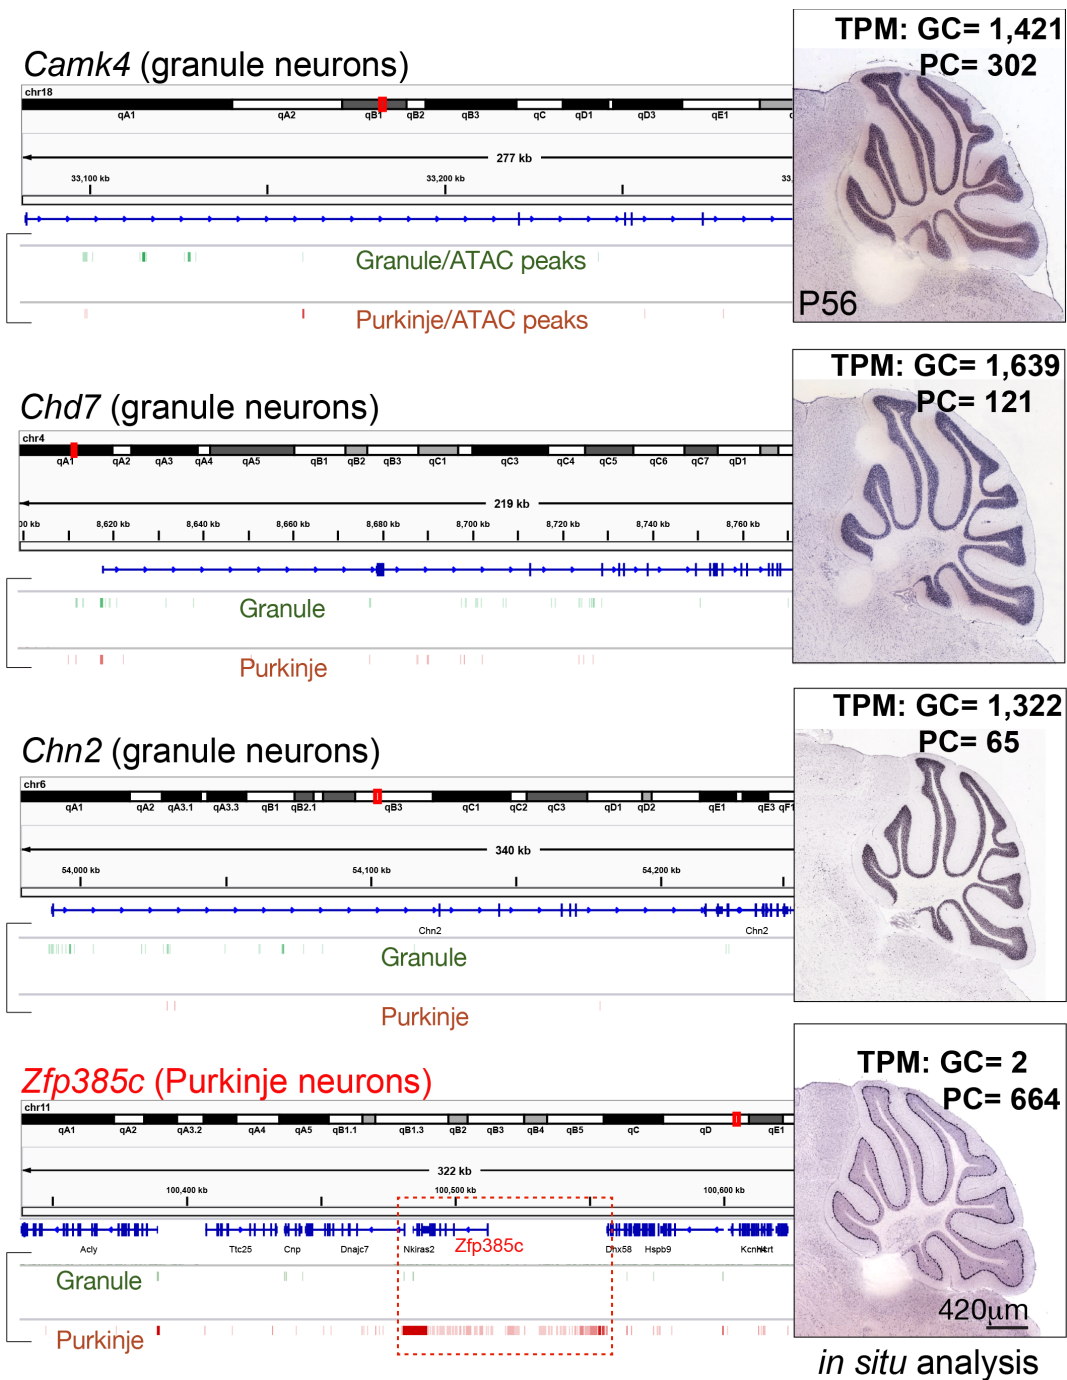 TPM: GC= 1,421
PC= 302
Camk4 (granule neurons)
chr18
qA1 qA2 qB1 qB2 qB3 qC qD1 qD3 qE1
277 kb
33,100 kb 33,200 kb 33,
Granule/ATAC peaks
Purkinje/ATAC peaks
P56
TPM: GC= 1,639
PC= 121
Chd7 (granule neurons)
chr4
qA1 qA2 qA3 qA4 qA5 qB1 qB2 qB3 qC1 qC3 qC4 qC5 qC6 qC7 qD1
219 kb
00 kb 8,620 kb 8,640 kb 8,660 kb 8,680 kb 8,700 kb 8,720 kb 8,740 kb 8,760 kb
Granule
Purkinje
TPM: GC= 1,322
PC= 65
Chn2 (granule neurons)
chr6
qA1 qA2 qA3.1 qA3.3 qB1 qB2.1 qB3 qC1 qC2 qC3 qD1 qD2 qE1 qE3 qF1
340 kb
54,000 kb 54,100 kb 54,200 kb
Chn2 Chn2
Granule
Purkinje
TPM: GC= 2
PC= 664
Zfp385c (Purkinje neurons)
chr11
qA1 qA2 qA3.2 qA4 qA5 qB1.1 qB1.3 qB2 qB3 qB4 qB5 qC qD qE1
322 kb
100,400 kb 100,500 kb 100,600 kb
Zfp385c
Acly Ttc25 Cnp Dnajc7 Nkiras2 Dhx58 Hspb9
Granule
Purkinje
420µm
in situ analysis